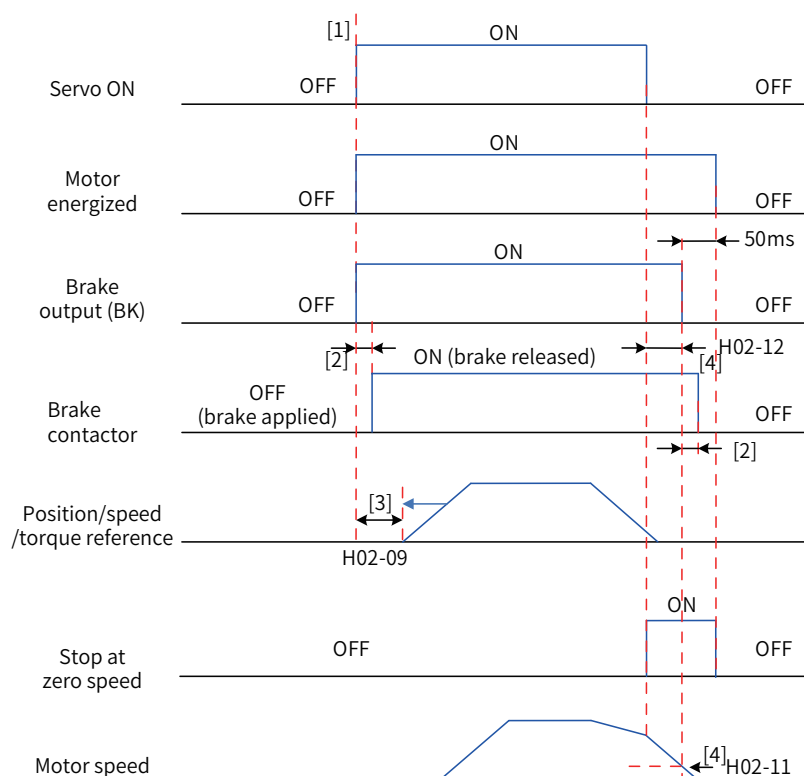 [1]
ON
Servo ON
OFF
OFF
ON
Motor
energized
OFF
OFF
50ms
ON
Brake
output (BK)
OFF
OFF
[2]
ON (brake released)
[4]
H02-12
OFF
(brake applied)
Brake
contactor
OFF
[2]
[3]
Position/speed
/torque reference
H02-09
ON
Stop at
zero speed
OFF
OFF
Motor speed
[4]
H02-11